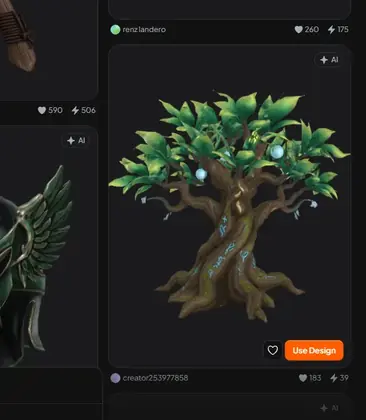 renzlandero
260
175
AI
590
506
AI
Use Design
creator253977858
183
39
AI